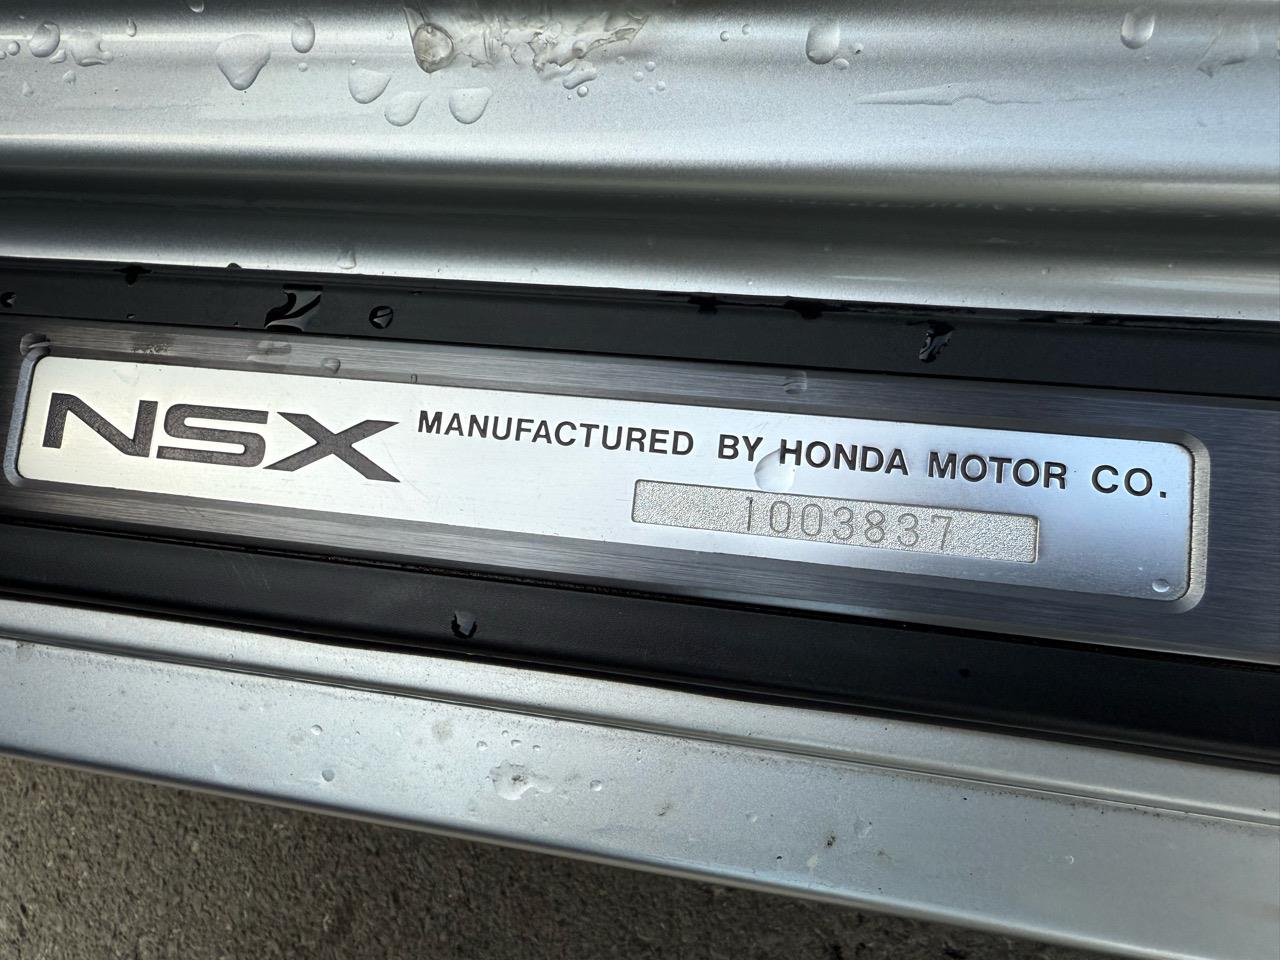 NSX MANUFACTURED BY HONDA MOTOR CO.
1003837